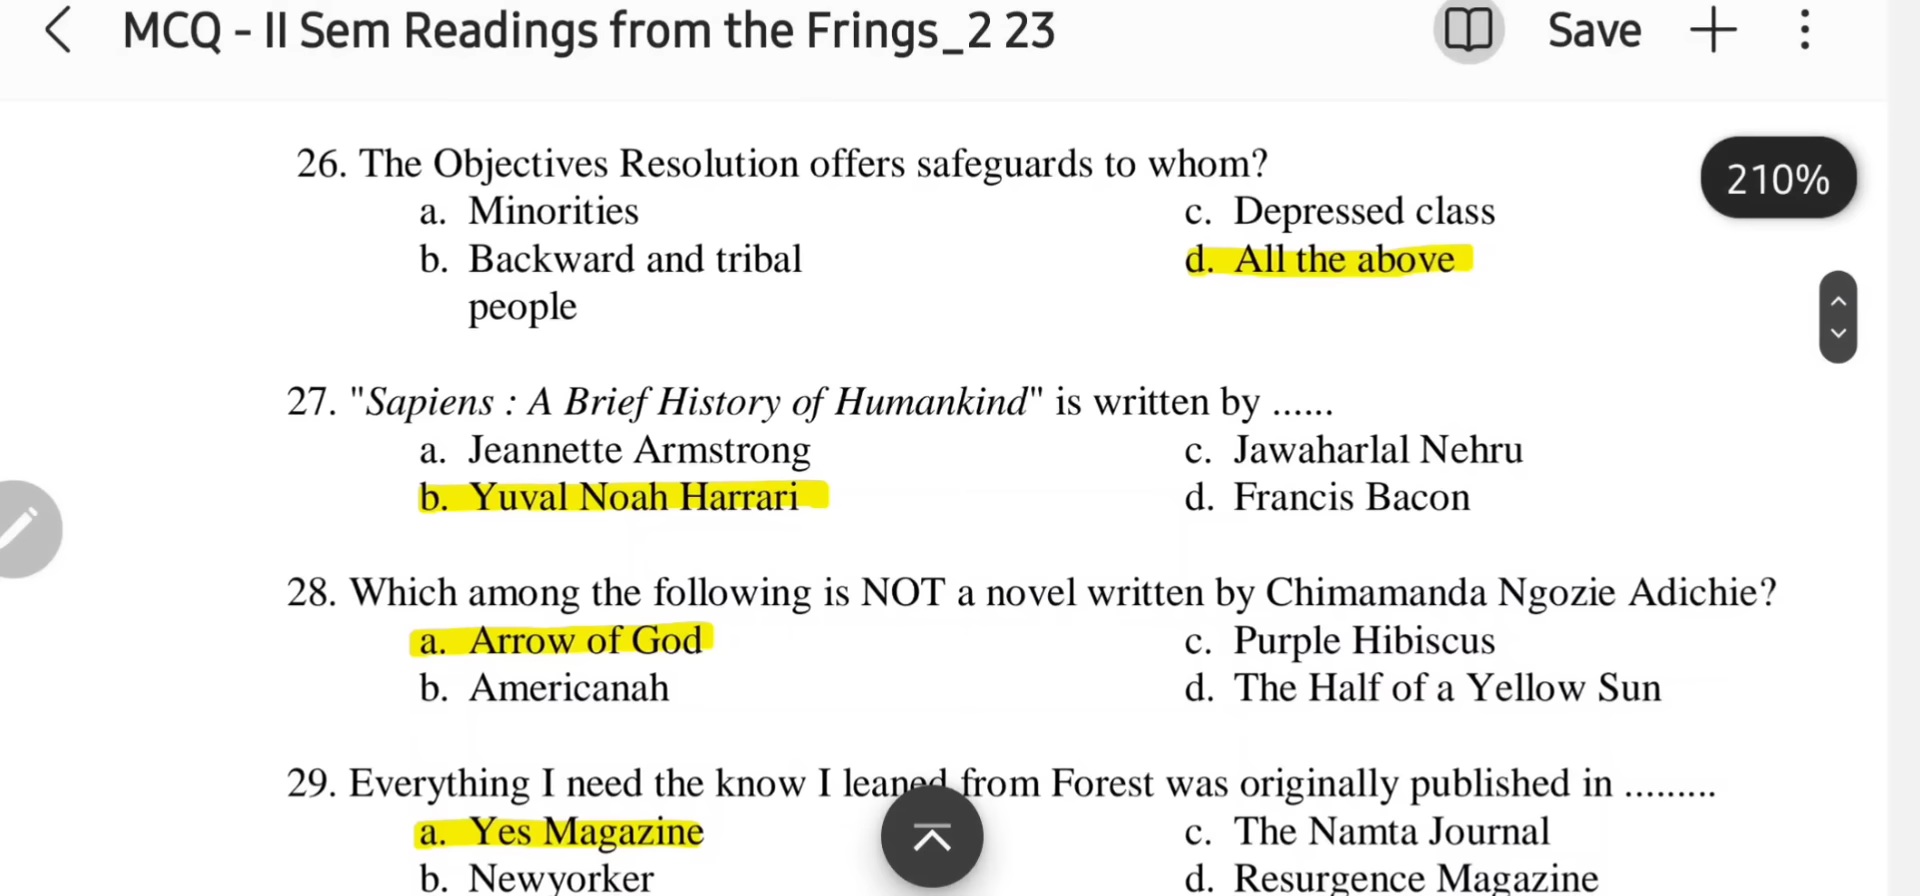 MCQ - II Sem Readings from the Frings_2 23
Save
210%
26. The Objectives Resolution offers safeguards to whom?
a. Minorities
b. Backward and tribal
people
c. Depressed class
d. All the above
27. "Sapiens : A Brief History of Humankind" is written by ......
a. Jeannette Armstrong
b. Yuval Noah Harrari
c. Jawaharlal Nehru
d. Francis Bacon
28. Which among the following is NOT a novel written by Chimamanda Ngozie Adichie?
a. Arrow of God
b. Americanah
c. Purple Hibiscus
d. The Half of a Yellow Sun
29. Everything I need the know I leaned from Forest was originally published in .........
a. Yes Magazine
b. Newyorker
c. The Namta Journal
d. Resurgence Magazine